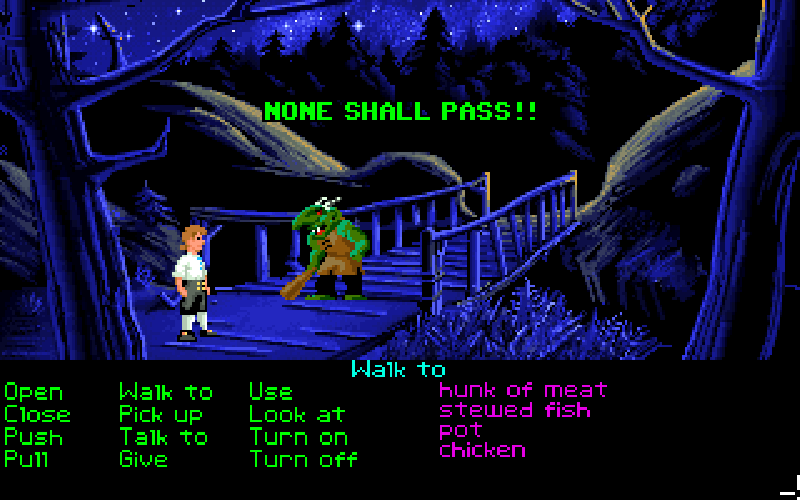 NONE SHALL PASS!!
Walk to
Open Walk to Use hunk of meat
Close Pick up Look at stewed fish
Push Talk to Turn on pot
Pull Give Turn off chicken